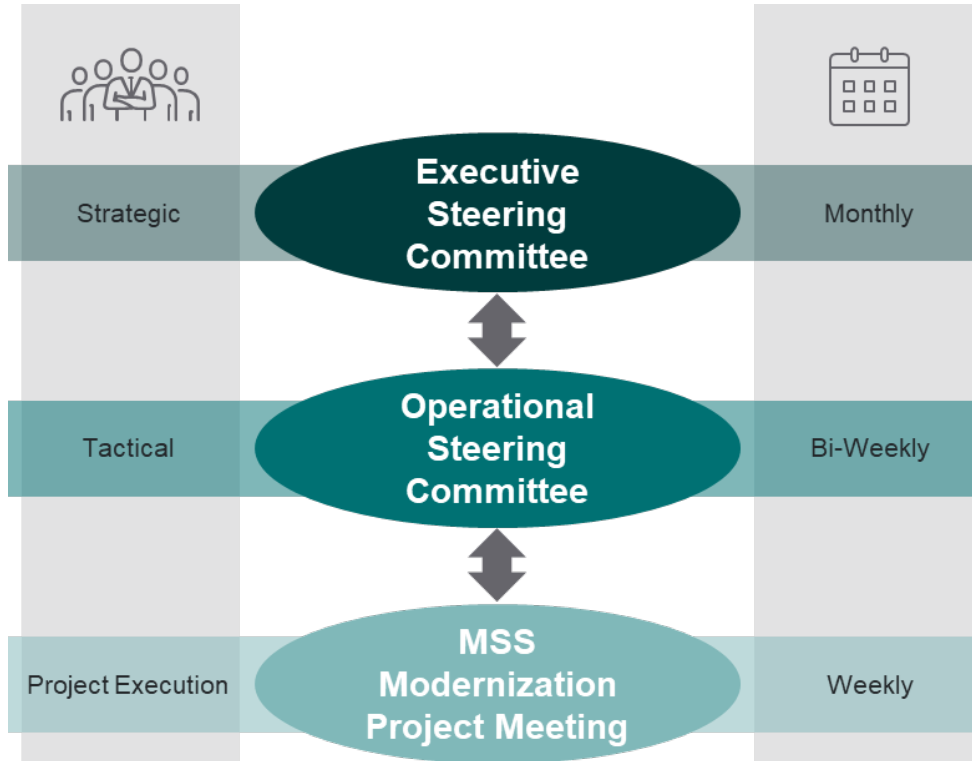 Strategic
Executive
Steering
Committee
Monthly
Tactical
Operational
Steering
Committee
Bi-Weekly
Project Execution
MSS
Modernization
Project Meeting
Weekly